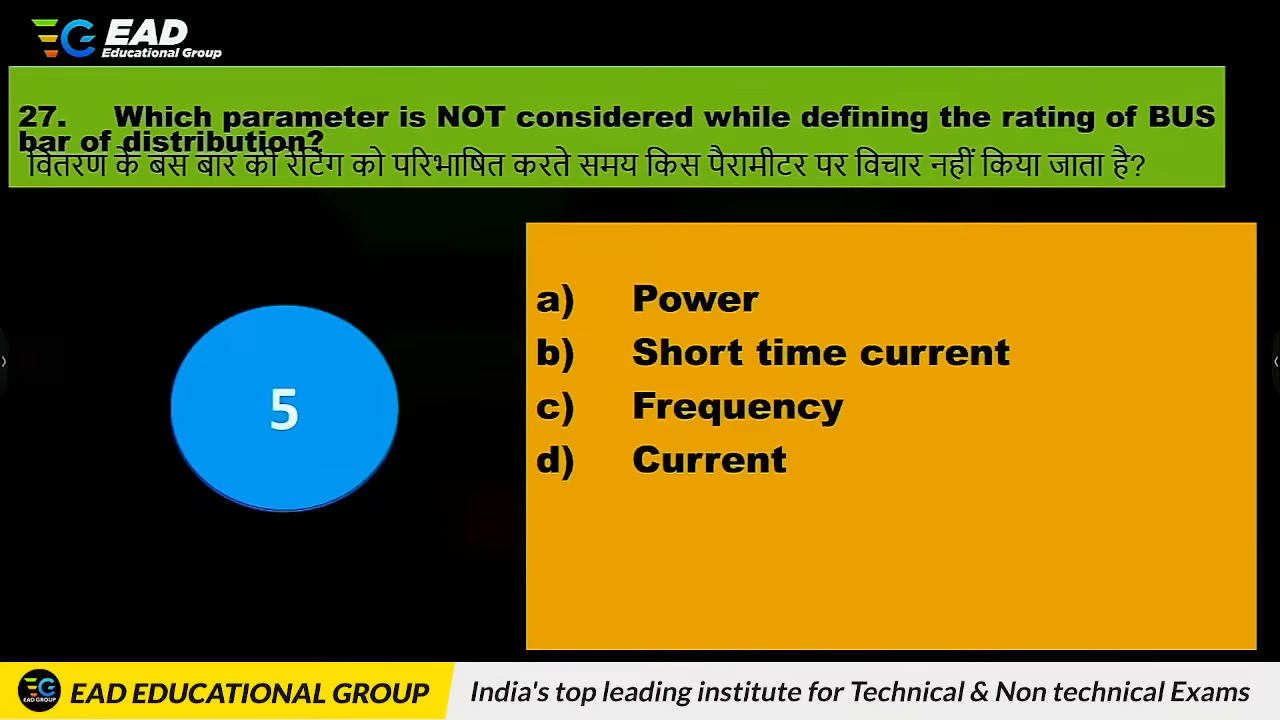 EAD
Educational Group
27. Which parameter is NOT considered while defining the rating of BUS
bar of distribution?
वितरण के बस बार की रेटिंग को परिभाषित करते समय किस पैरामीटर पर विचार नहीं किया जाता है?
a) Power
b) Short time current
c) Frequency
d) Current
5
EAD GROUP
EAD EDUCATIONAL GROUP
India's top leading institute for Technical & Non technical Exams